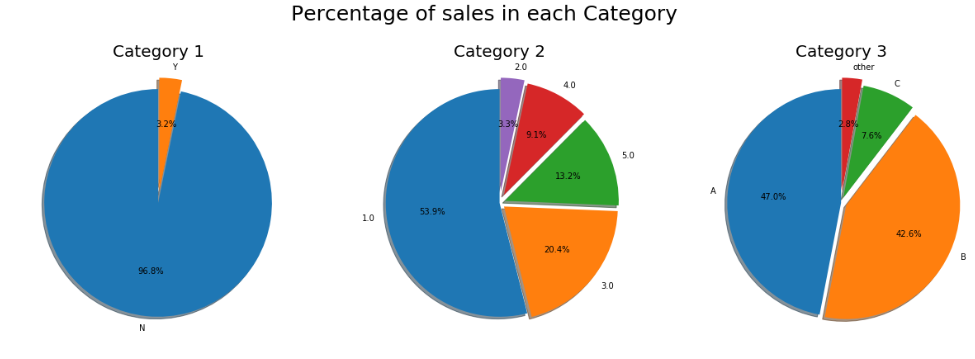 Percentage of sales in each Category
Category 1
Y
3.2%
96.8%
N
Category 2
2.0
4.0
3.3%
9.1%
5.0
13.2%
1.0
53.9%
20.4%
3.0
Category 3
other
C
2.8%
7.6%
A
47.0%
42.6%
B